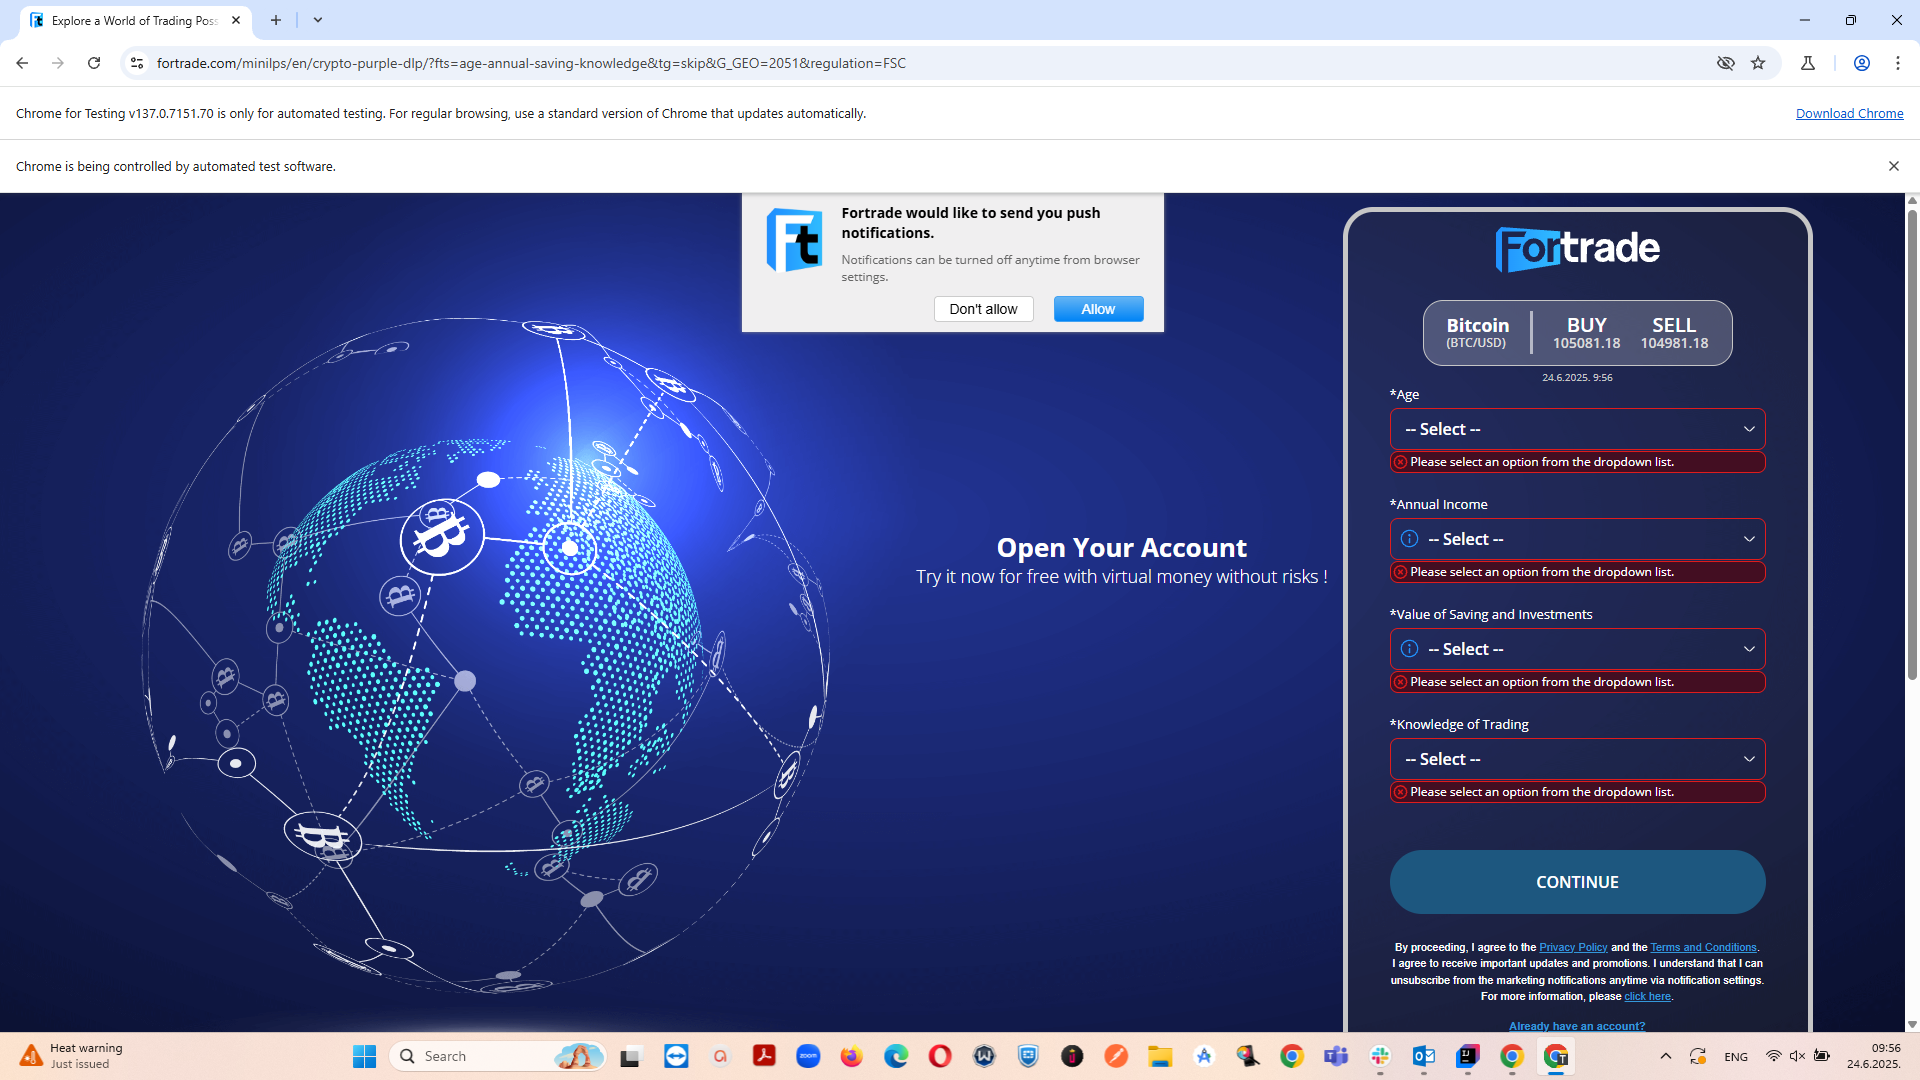 Explore a World of Trading Poss
fortrade.com/minilps/en/crypto-purple-dlp/?fts=age-annual-saving-knowledge&tg=skip&G_GEO=2051&regulation=FSC
Chrome for Testing v137.0.7151.70 is only for automated testing. For regular browsing, use a standard version of Chrome that updates automatically.
Download Chrome
Chrome is being controlled by automated test software.
Ft
Fortrade would like to send you push
notifications.
Notifications can be turned off anytime from browser
settings.
Don't allow
Allow
Fortrade
Bitcoin
(BTC/USD)
BUY
105081.18
SELL
104981.18
24.6.2025. 9:56
*Age
-- Select --
Please select an option from the dropdown list.
*Annual Income
-- Select --
Please select an option from the dropdown list.
*Value of Saving and Investments
-- Select --
Please select an option from the dropdown list.
*Knowledge of Trading
-- Select --
Please select an option from the dropdown list.
Open Your Account
Try it now for free with virtual money without risks !
CONTINUE
By proceeding, I agree to the Privacy Policy and the Terms and Conditions.
I agree to receive important updates and promotions. I understand that I can
unsubscribe from the marketing notifications anytime via notification settings.
For more information, please click here.
Already have an account?
Heat warning
Just issued
Search
zoom
ENG
09:56
24.6.2025.